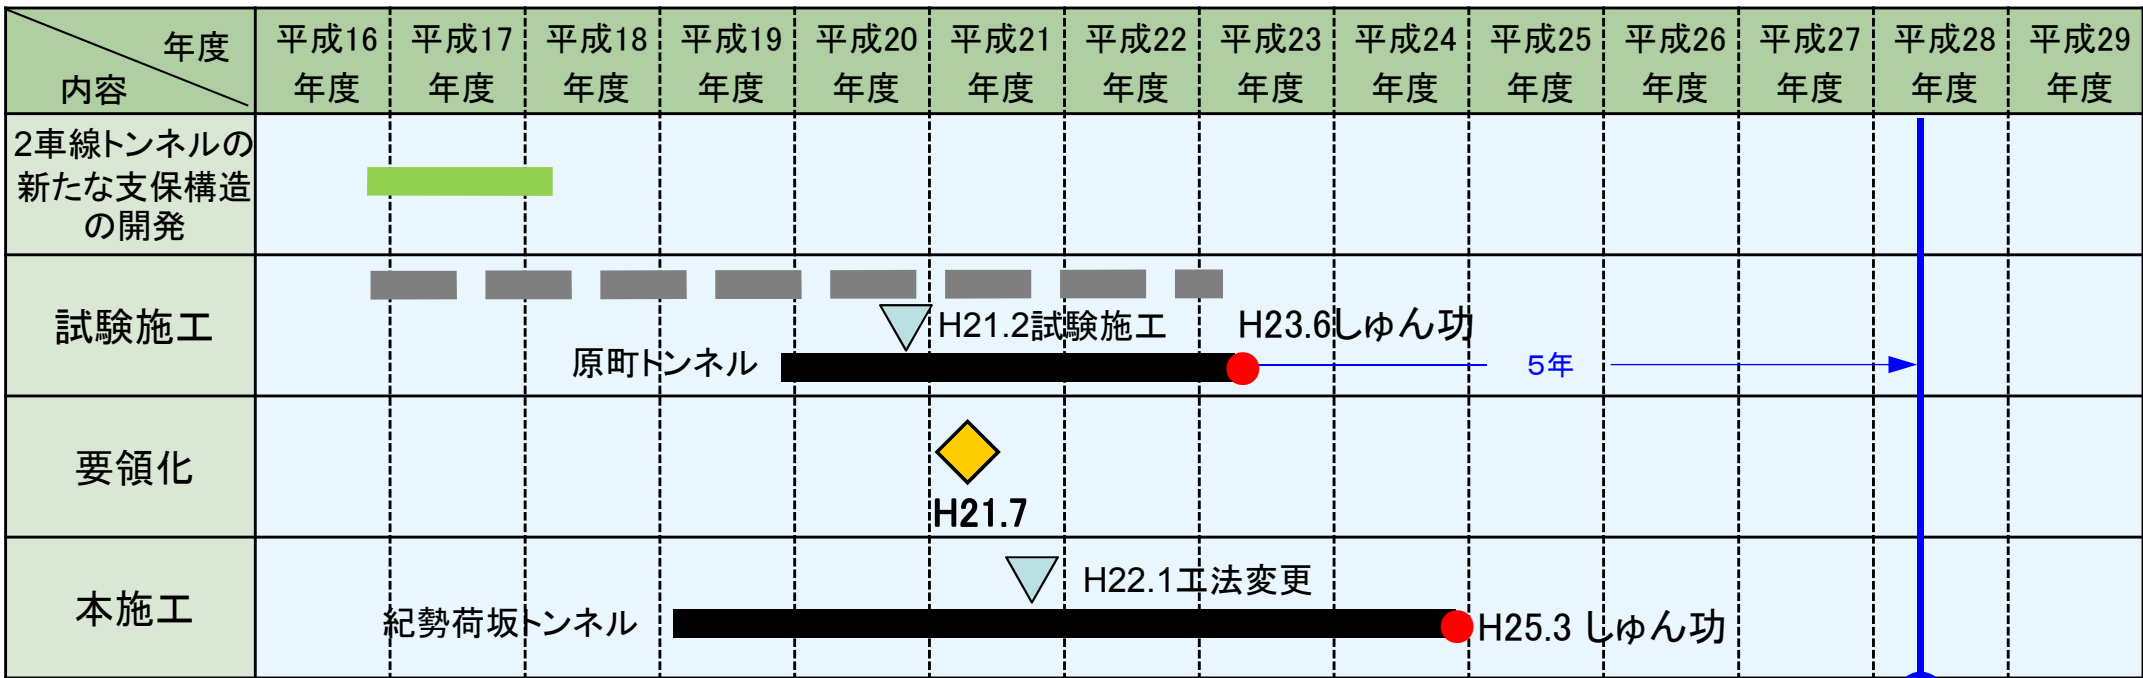 年度
内容
平成16年度
平成17年度
平成18年度
平成19年度
平成20年度
平成21年度
平成22年度
平成23年度
平成24年度
平成25年度
平成26年度
平成27年度
平成28年度
平成29年度
2車線トンネルの
新たな支保構造
の開発
試験施工
H21.2試験施工
H23.6しゅん功
原町トンネル
5年
要領化
H21.7
本施工
H22.1工法変更
紀勢荷坂トンネル
H25.3 しゅん功